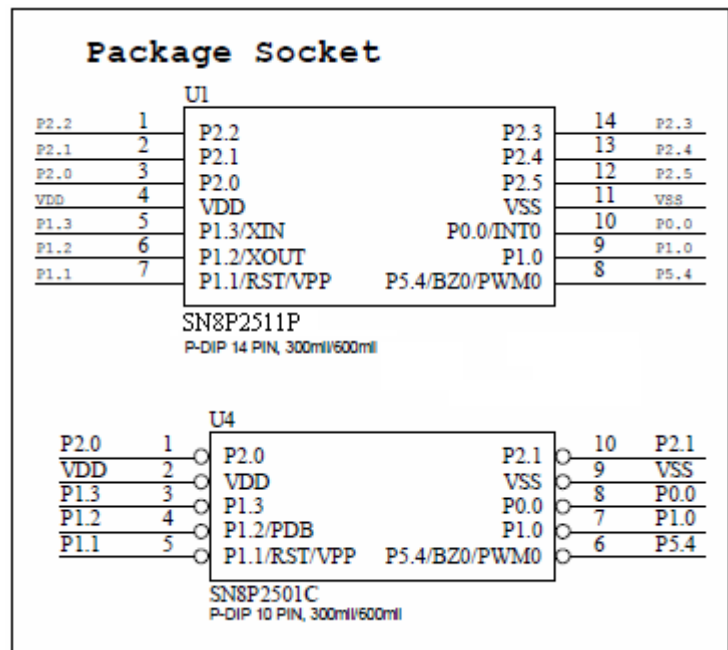 Package Socket
U1
P2.2 1 P2.2 P2.3 14 P2.3
P2.1 2 P2.1 P2.4 13 P2.4
P2.0 3 P2.0 P2.5 12 P2.5
VDD 4 VDD VSS 11 VSS
P1.3 5 P1.3/XIN P0.0/INT0 10 P0.0
P1.2 6 P1.2/XOUT P1.0 9 P1.0
P1.1 7 P1.1/RST/VPP P5.4/BZ0/PWM0 8 P5.4
SN8P2511P
P-DIP 14 PIN, 300mil/600mil
U4
P2.0 1 P2.0 P2.1 10 P2.1
VDD 2 VDD VSS 9 VSS
P1.3 3 P1.3 P0.0 8 P0.0
P1.2 4 P1.2/PDB P1.0 7 P1.0
P1.1 5 P1.1/RST/VPP P5.4/BZ0/PWM0 6 P5.4
SN8P2501C
P-DIP 10 PIN, 300mil/600mil